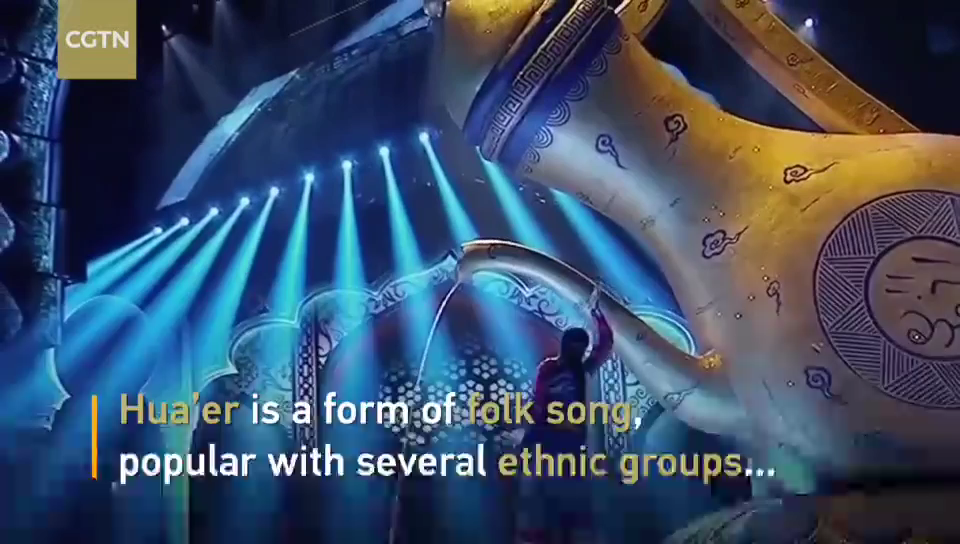 CGTN
Hua'er is a form of folk song,
popular with several ethnic groups...